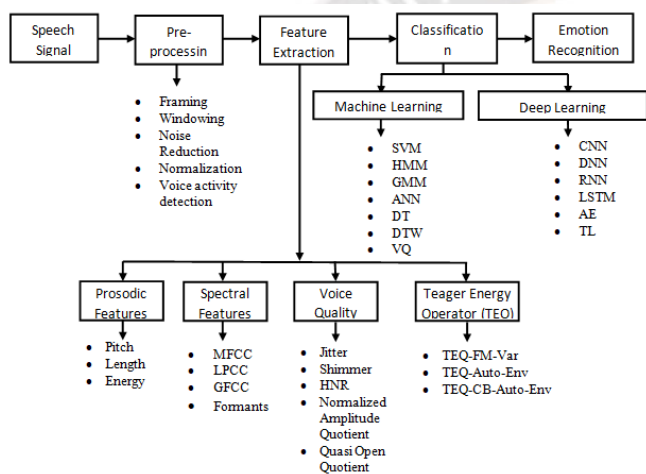 Speech
Signal
Pre-
processin
Feature
Extraction
Classificatio
n
Emotion
Recognition
• Framing
• Windowing
• Noise
Reduction
• Normalization
• Voice activity
detection
Machine Learning
• SVM
• HMM
• GMM
• ANN
• DT
• DTW
• VQ
Deep Learning
• CNN
• DNN
• RNN
• LSTM
• AE
• TL
Prosodic
Features
• Pitch
• Length
• Energy
Spectral
Features
• MFCC
• LPCC
• GFCC
• Formants
Voice
Quality
• Jitter
• Shimmer
• HNR
• Normalized
Amplitude
Quotient
• Quasi Open
Quotient
Teager Energy
Operator (TEO)
• TEQ-FM-Var
• TEQ-Auto-Env
• TEQ-CB-Auto-Env